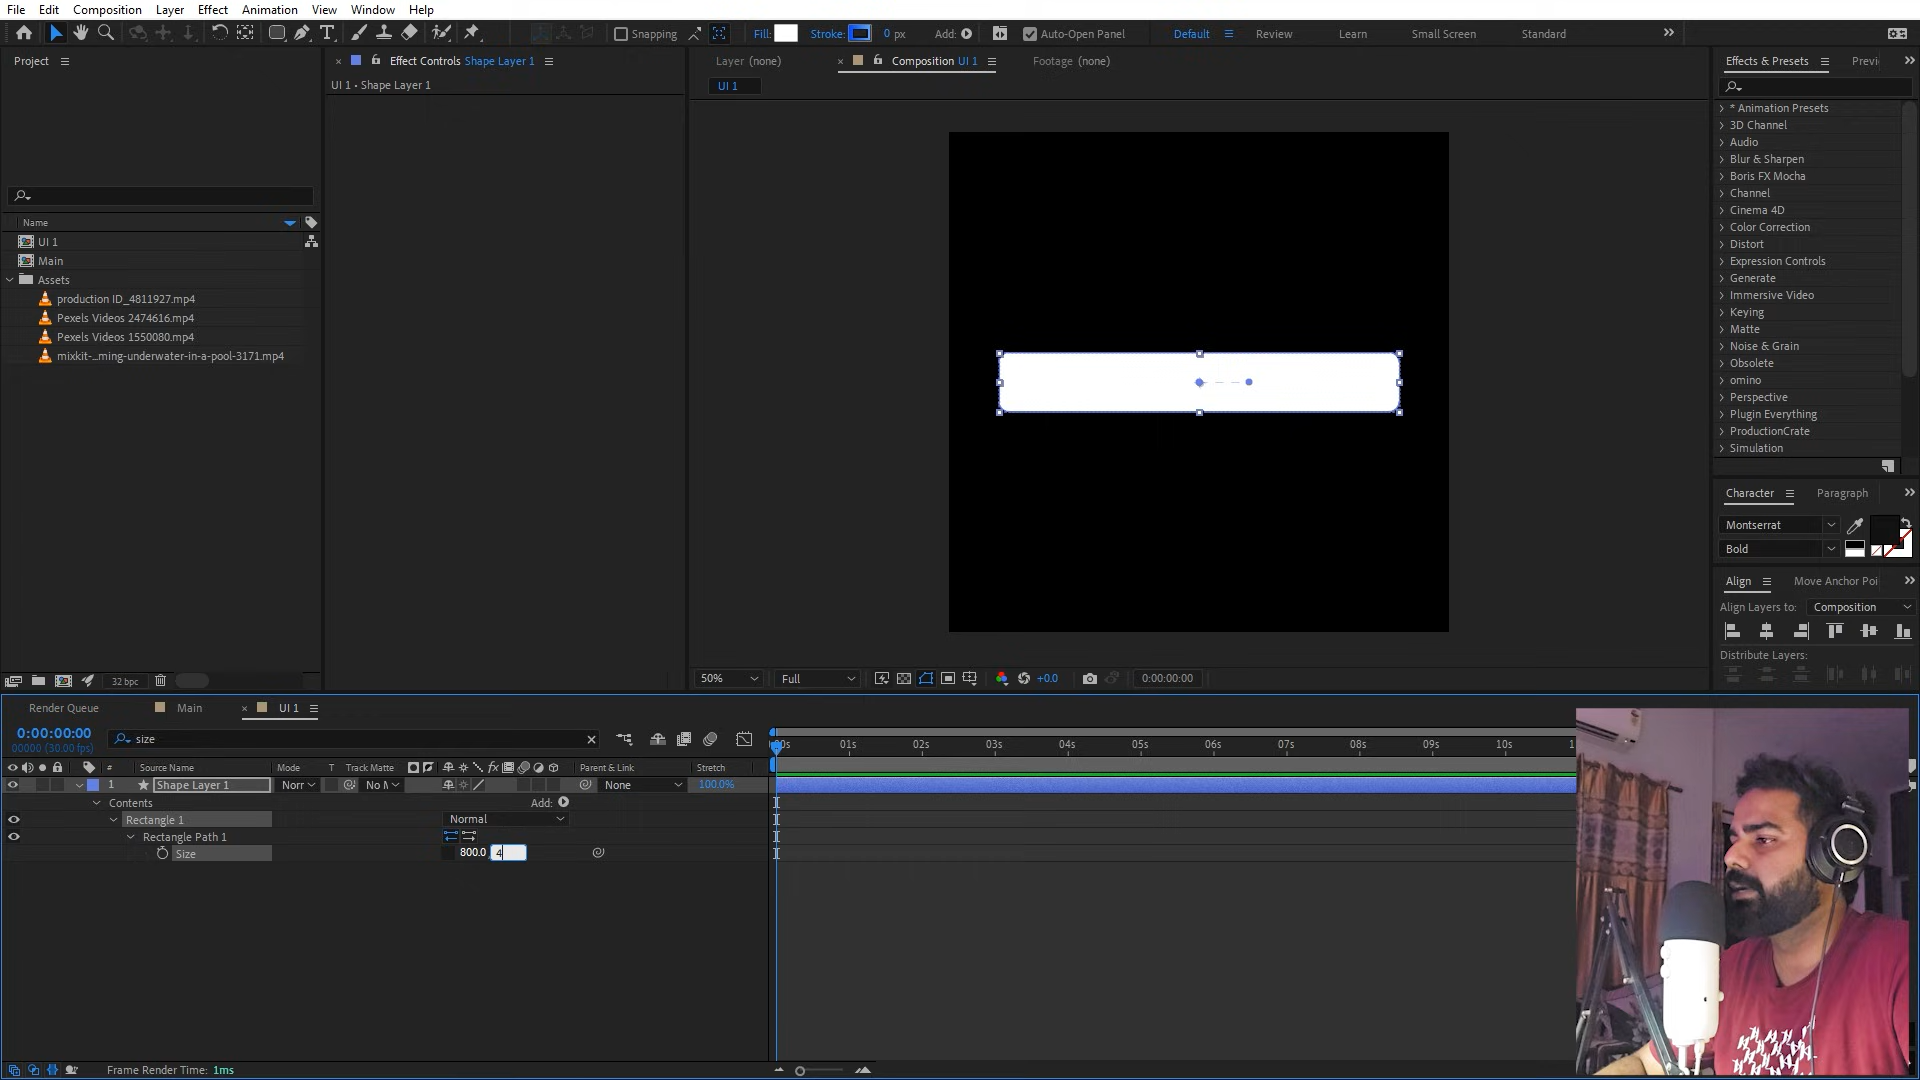 File Edit Composition Layer Effect Animation View Window Help
Snapping Fill: Stroke: 0 px Add: Auto-Open Panel Default Review Learn Small Screen Standard
Project
Effect Controls Shape Layer 1
UI 1 • Shape Layer 1
Layer (none) Composition UI 1 Footage (none)
UI 1
Effects & Presets Previ
Name
UI 1
Main
Assets
production ID_4811927.mp4
Pexels Videos 2474616.mp4
Pexels Videos 1550080.mp4
mixkit-...ming-underwater-in-a-pool-3171.mp4
* Animation Presets
3D Channel
Audio
Blur & Sharpen
Boris FX Mocha
Channel
Cinema 4D
Color Correction
Distort
Expression Controls
Generate
Immersive Video
Keying
Matte
Noise & Grain
Obsolete
omino
Perspective
Plugin Everything
ProductionCrate
Simulation
Character Paragraph
Montserrat
Bold
Align Move Anchor Poi
Align Layers to: Composition
Distribute Layers:
32 bpc
50% Full +0.0 0:00:00:00
Render Queue Main UI 1
0:00:00:00
00000 (30.00 fps)
size
00s 01s 02s 03s 04s 05s 06s 07s 08s 09s 10s 1
# Source Name Mode T Track Matte Parent & Link Stretch
1 Shape Layer 1 Norr No M None 100.0%
Contents Add:
Rectangle 1 Normal
Rectangle Path 1
Size 800.0 4
Frame Render Time: 1ms